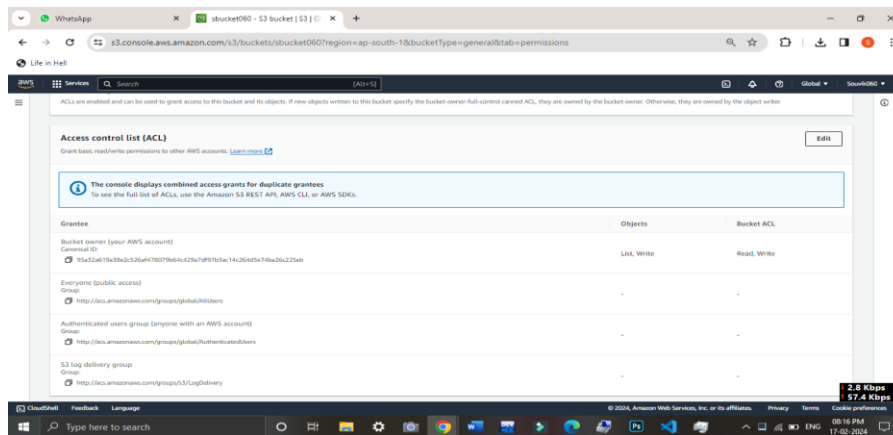 WhatsApp
sbucket060 - S3 bucket | S3 | G
s3.console.aws.amazon.com/s3/buckets/sbucket060?region=ap-south-1&bucketType=general&tab=permissions
Life in Hell
aws Services Search [Alt+S] Global Souvik060
ACLs are enabled and can be used to grant access to this bucket and its objects. If new objects written to this bucket specify the bucket-owner-full-control canned ACL, they are owned by the bucket owner. Otherwise, they are owned by the object writer.
Access control list (ACL) Edit
Grant basic read/write permissions to other AWS accounts. Learn more
The console displays combined access grants for duplicate grantees
To see the full list of ACLs, use the Amazon S3 REST API, AWS CLI, or AWS SDKs.
Grantee Objects Bucket ACL
Bucket owner (your AWS account)
Canonical ID:
List, Write Read, Write
Everyone (public access)
Group: - -
http://acs.amazonaws.com/groups/global/AllUsers
Authenticated users group (anyone with an AWS account)
Group: - -
http://acs.amazonaws.com/groups/global/AuthenticatedUsers
S3 log delivery group
Group: - -
http://acs.amazonaws.com/groups/s3/LogDelivery
2.8 Kbps
57.4 Kbps
CloudShell Feedback Language © 2024, Amazon Web Services, Inc. or its affiliates. Privacy Terms Cookie preferences
Type here to search ENG 08:16 PM
17-02-2024